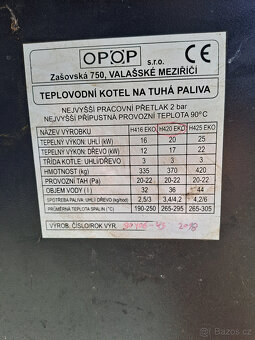 OPOP s.r.o. CE
Zašovská 750, VALAŠSKÉ MEZIŘÍČÍ
TEPLOVODNÍ KOTEL NA TUHÁ PALIVA
NEJVYŠŠÍ PRACOVNÍ PŘETLAK 2 bar
NEJVYŠŠÍ PŘÍPUSTNÁ PROVOZNÍ TEPLOTA 90°C
NÁZEV VÝROBKU H416 EKO H420 EKO H425 EKO
TEPELNÝ VÝKON: UHLÍ (kW) 16 20 25
TEPELNÝ VÝKON: DŘEVO (kW) 12 17 22
TŘÍDA KOTLE: UHLÍ/DŘEVO 3 3 3
HMOTNOST (kg) 335 370 420
PROVOZNÍ TAH (Pa) 20-22 20-22 20-22
OBJEM VODY (l) 32 36 44
SPOTŘEBA PALIVA: UHLÍ/DŘEVO (kg/hod) 2,5/3 3,4/4,2 4,2/6
PRŮMĚRNÁ TEPLOTA SPALIN (°C) 190-250 265-295 265-305
VÝROB. ČÍSLO/ROK VÝR.
bazos.cz